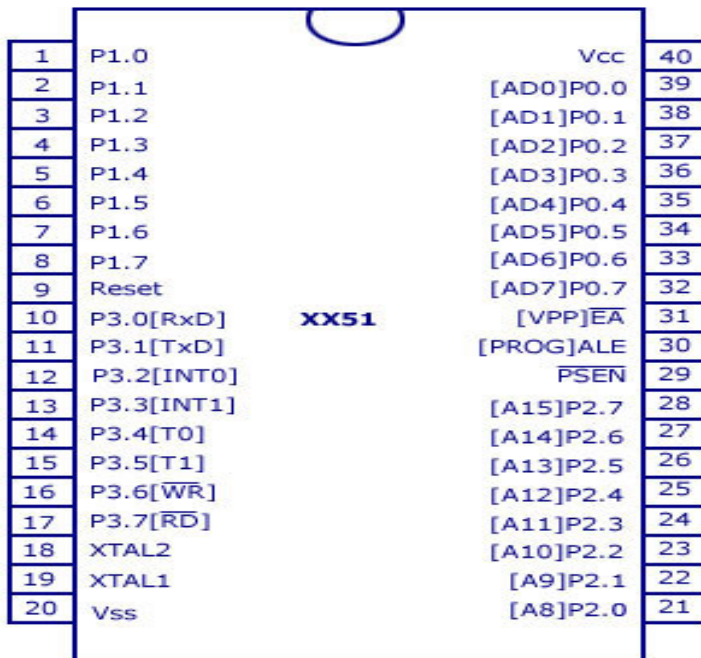 1 P1.0 Vcc 40
2 P1.1 [AD0]P0.0 39
3 P1.2 [AD1]P0.1 38
4 P1.3 [AD2]P0.2 37
5 P1.4 [AD3]P0.3 36
6 P1.5 [AD4]P0.4 35
7 P1.6 [AD5]P0.5 34
8 P1.7 [AD6]P0.6 33
9 Reset [AD7]P0.7 32
10 P3.0[RxD] XX51 [VPP]E̅A̅ 31
11 P3.1[TxD] [PROG]ALE 30
12 P3.2[INT0] P̅S̅E̅N̅ 29
13 P3.3[INT1] [A15]P2.7 28
14 P3.4[T0] [A14]P2.6 27
15 P3.5[T1] [A13]P2.5 26
16 P3.6[W̅R̅] [A12]P2.4 25
17 P3.7[R̅D̅] [A11]P2.3 24
18 XTAL2 [A10]P2.2 23
19 XTAL1 [A9]P2.1 22
20 Vss [A8]P2.0 21